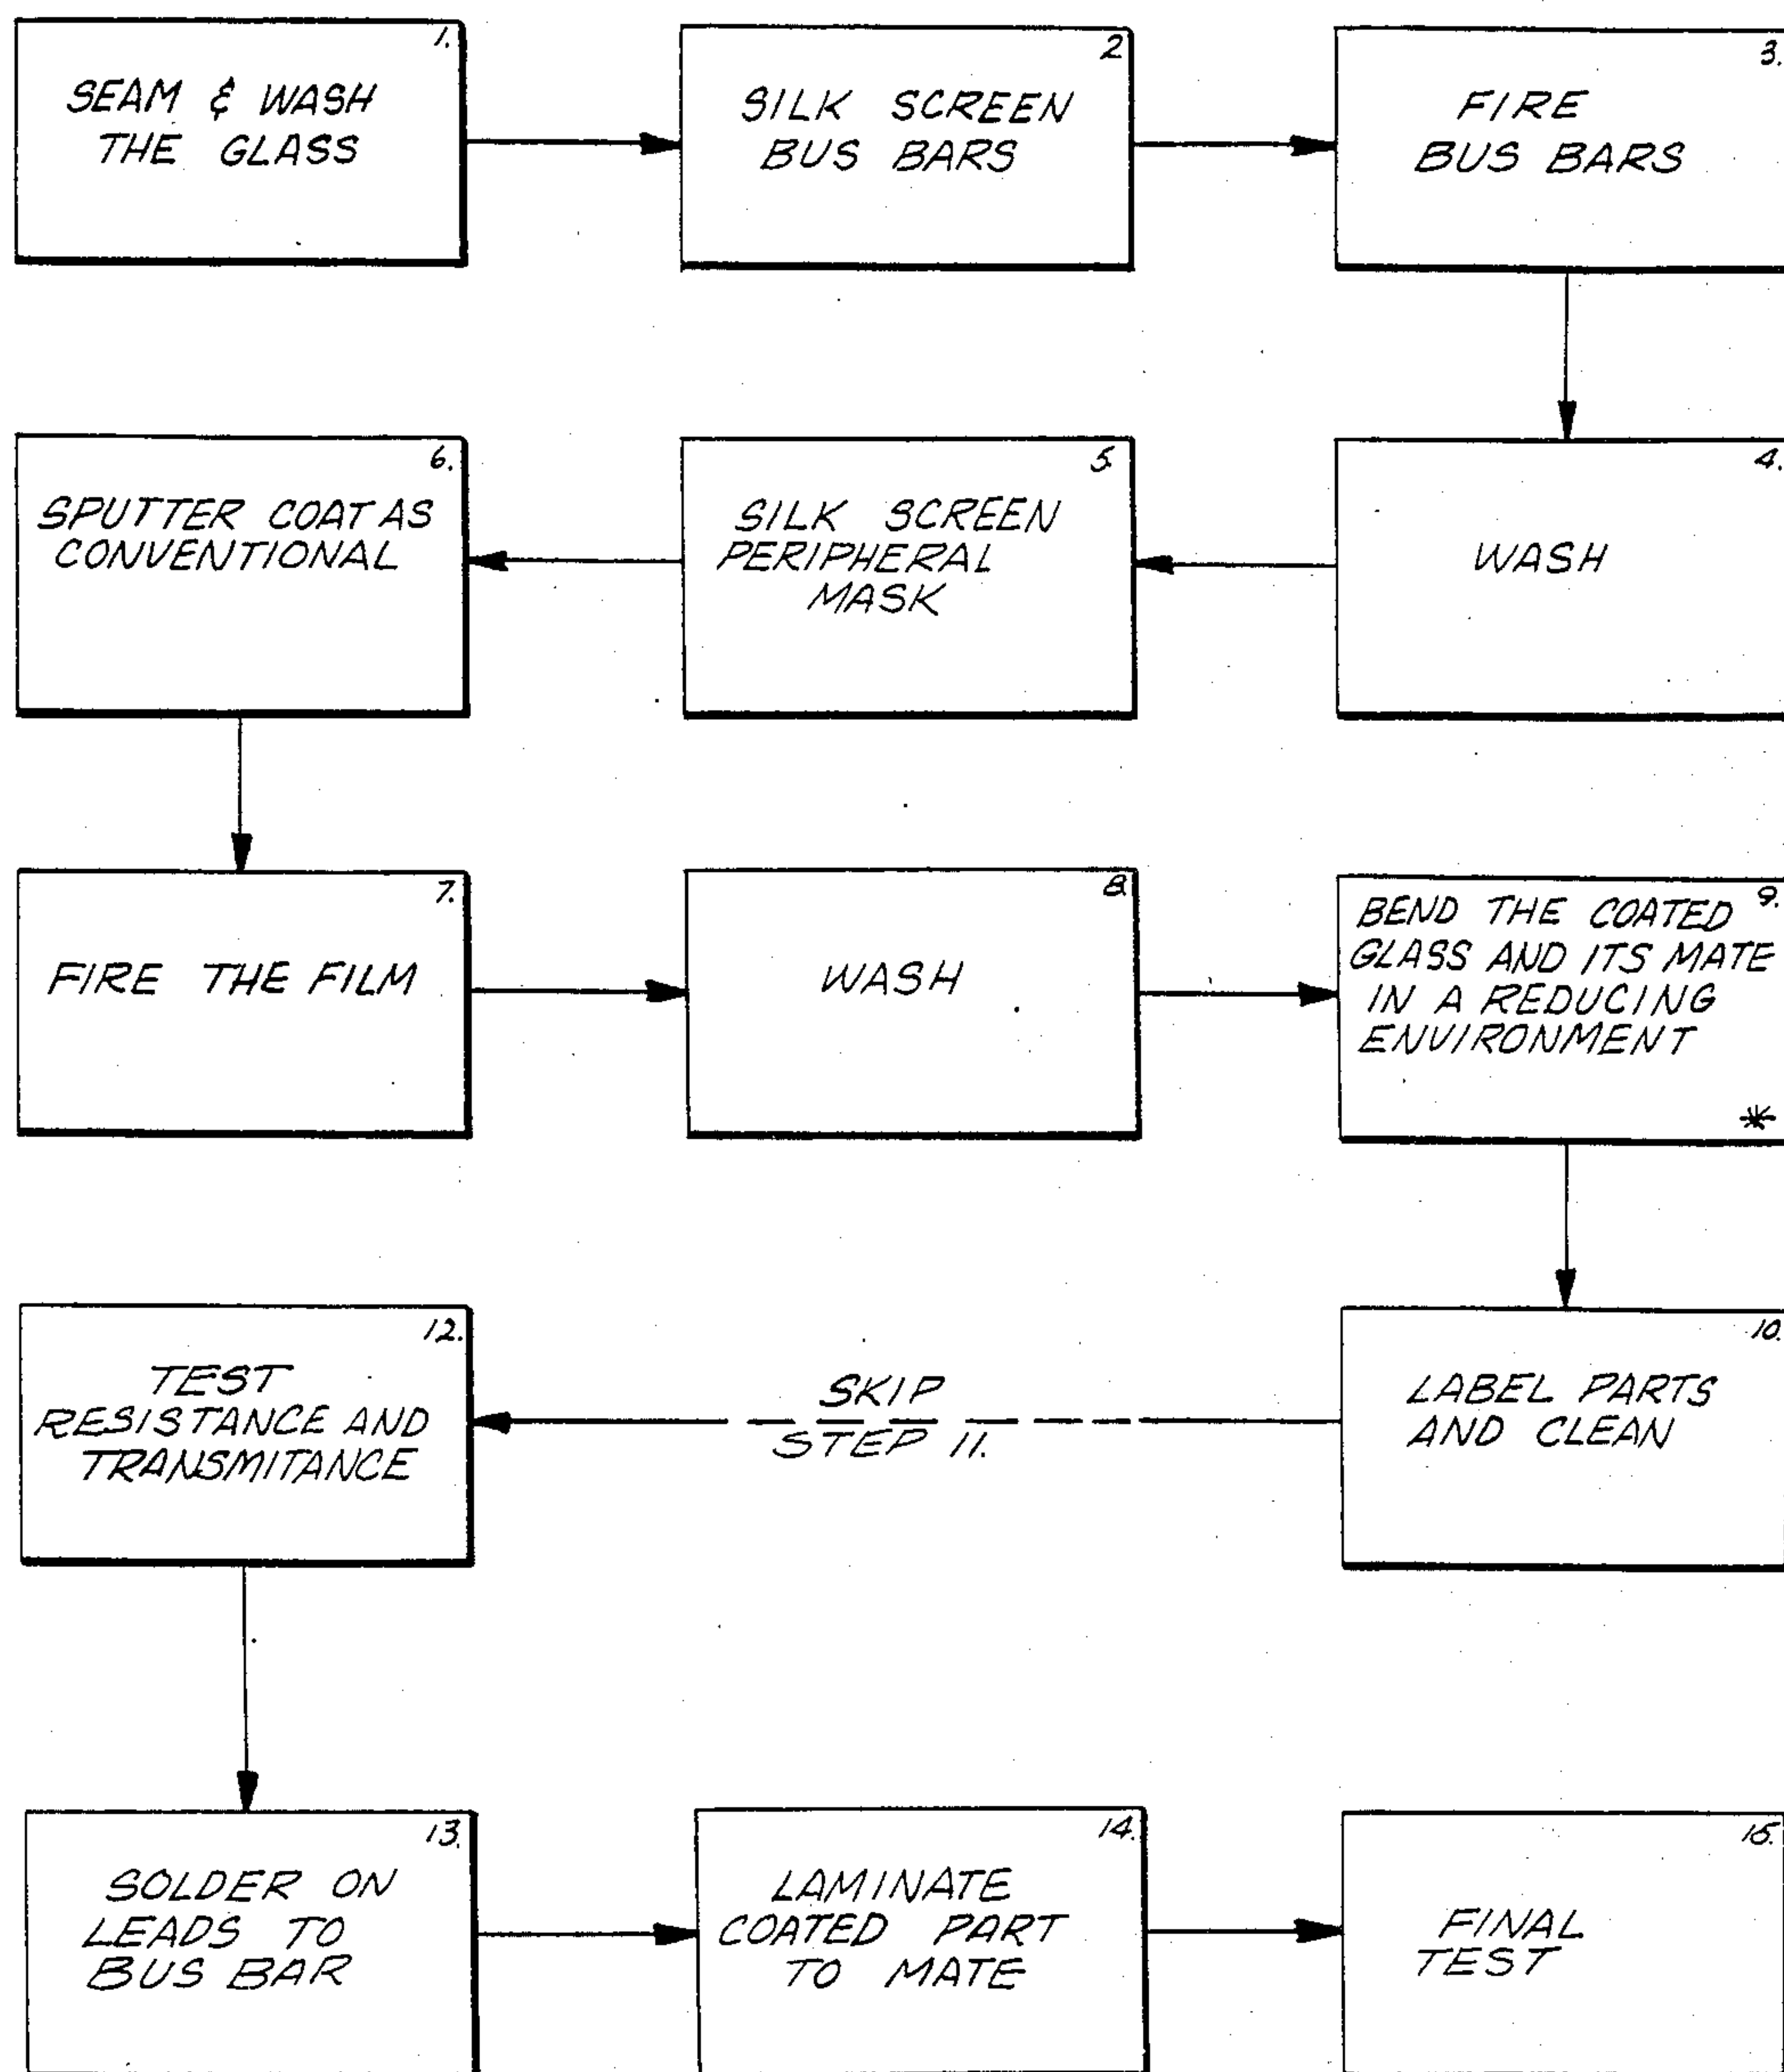 1.
SEAM & WASH
THE GLASS
2
SILK SCREEN
BUS BARS
3.
FIRE
BUS BARS
4.
WASH
5
SILK SCREEN
PERIPHERAL
MASK
6.
SPUTTER COAT AS
CONVENTIONAL
7.
FIRE THE FILM
8
WASH
9.
BEND THE COATED
GLASS AND ITS MATE
IN A REDUCING
ENVIRONMENT
*
10.
LABEL PARTS
AND CLEAN
SKIP
STEP 11.
12.
TEST
RESISTANCE AND
TRANSMITANCE
13.
SOLDER ON
LEADS TO
BUS BAR
14.
LAMINATE
COATED PART
TO MATE
15.
FINAL
TEST